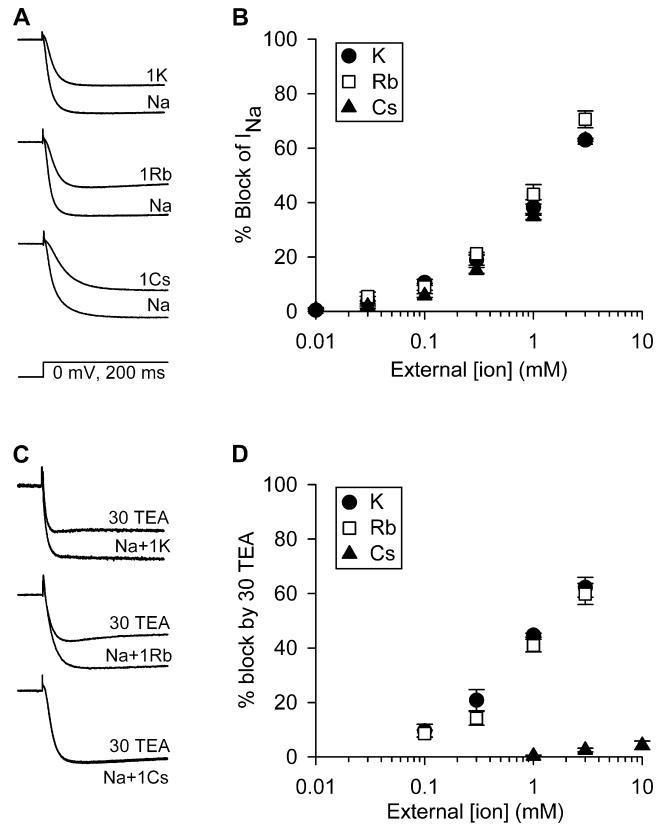 A
1K
Na
1Rb
Na
1Cs
Na
0 mV, 200 ms
B
% Block of INa
100
80
60
40
20
0
K
Rb
Cs
0.01 0.1 1 10
External [ion] (mM)
C
30 TEA
Na+1K
30 TEA
Na+1Rb
30 TEA
Na+1Cs
D
% block by 30 TEA
100
80
60
40
20
0
K
Rb
Cs
0.01 0.1 1 10
External [ion] (mM)